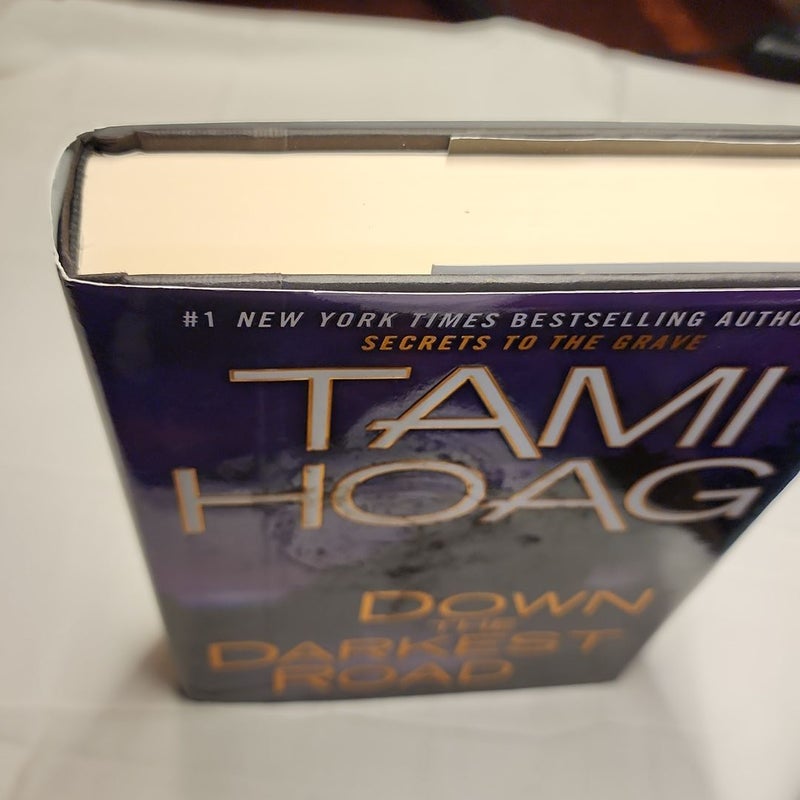 #1 NEW YORK TIMES BESTSELLING AUTHO
SECRETS TO THE GRAVE
TAMI
HOAG
DOWN
THE
DARKEST
ROAD